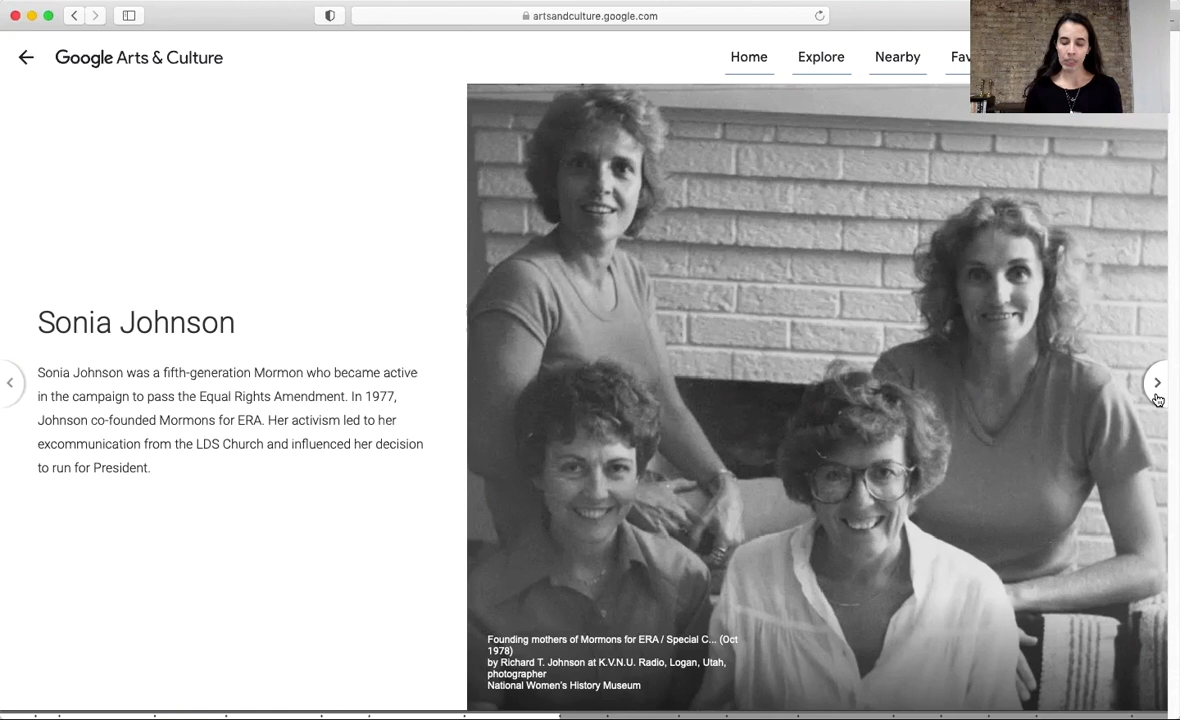 artsandculture.google.com
Google Arts & Culture
Home Explore Nearby
Sonia Johnson
Sonia Johnson was a fifth-generation Mormon who became active
in the campaign to pass the Equal Rights Amendment. In 1977,
Johnson co-founded Mormons for ERA. Her activism led to her
excommunication from the LDS Church and influenced her decision
to run for President.
Founding mothers of Mormons for ERA / Special C... (Oct
1978)
by Richard T. Johnson at K.V.N.U. Radio, Logan, Utah,
photographer
National Women's History Museum